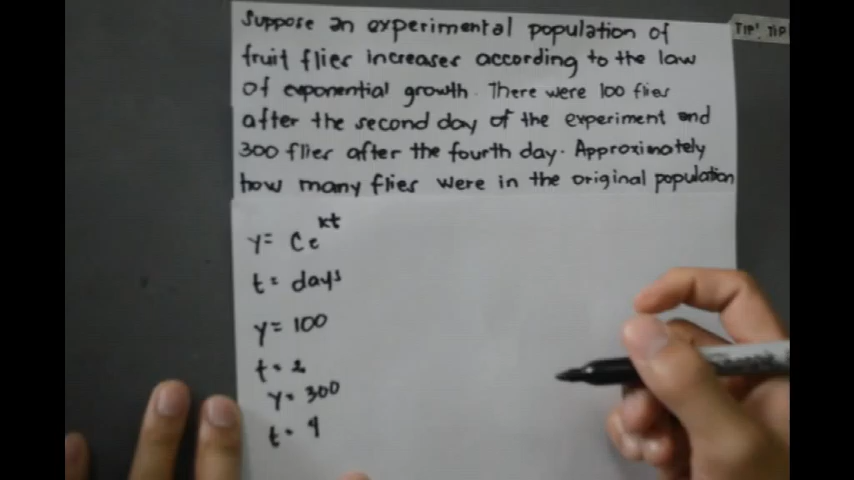 Suppose an experimental population of
fruit flies increases according to the law
of exponential growth. There were 100 flies
after the second day of the experiment and
300 flies after the fourth day. Approximately
how many flies were in the original population
TIP! TIP
y = Ce^kt
t = days
y = 100
t = 2
y = 300
t = 4